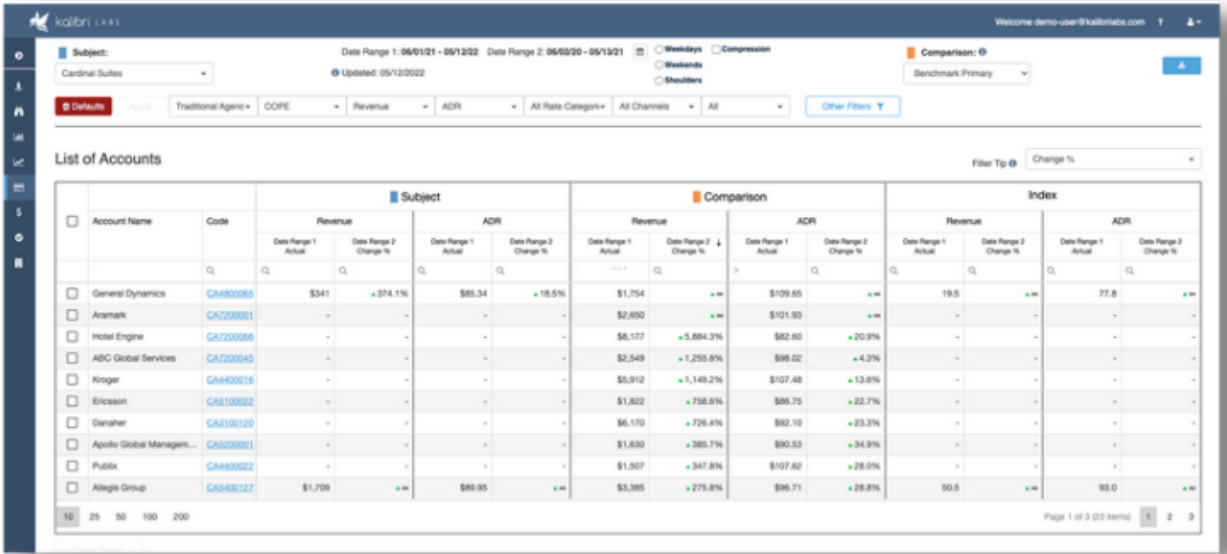 kalibri LABS
Welcome demo-user@kalibrilabs.com ?
Subject:
Date Range 1: 06/01/21 - 05/12/22 Date Range 2: 06/02/20 - 05/13/21
Weekdays Compression
Comparison:
Cardinal Suites
Updated: 05/12/2022
Weekends
Benchmark Primary
Shoulders
Defaults Apply Traditional Agenc COPE Revenue ADR All Rate Categori All Channels All Other Filters
List of Accounts
Filter Tip Change %
Subject Comparison Index
Account Name Code Revenue ADR Revenue ADR Revenue ADR
Date Range 1 Date Range 2 Date Range 1 Date Range 2 Date Range 1 Date Range 2 Date Range 1 Date Range 2 Date Range 1 Date Range 2 Date Range 1 Date Range 2
Actual Change % Actual Change % Actual Change % Actual Change % Actual Change % Actual Change %
General Dynamics CA4800065 $341 374.1% $85.34 18.5% $1,754 ∞ $109.65 ∞ 19.5 ∞ 77.8 ∞
Aramark CA7200001 - - - - $2,650 ∞ $101.93 ∞ - - - -
Hotel Engine CA7200066 - - - - $8,177 5,884.3% $82.60 20.9% - - - -
ABC Global Services CA7200045 - - - - $2,549 1,255.8% $98.02 4.3% - - - -
Kroger CA4400016 - - - - $5,912 1,149.2% $107.48 13.6% - - - -
Ericsson CA5100022 - - - - $1,822 758.6% $86.75 22.7% - - - -
Danaher CA3100120 - - - - $6,170 726.4% $92.10 23.3% - - - -
Apollo Global Managem... CA5200001 - - - - $1,630 385.7% $90.53 34.9% - - - -
Publix CA4400022 - - - - $1,507 347.8% $107.62 28.0% - - - -
Allegis Group CA5400127 $1,709 ∞ $89.95 ∞ $3,385 275.8% $96.71 28.8% 50.5 ∞ 93.0 ∞
10 25 50 100 200
Page 1 of 3 (23 items) 1 2 3